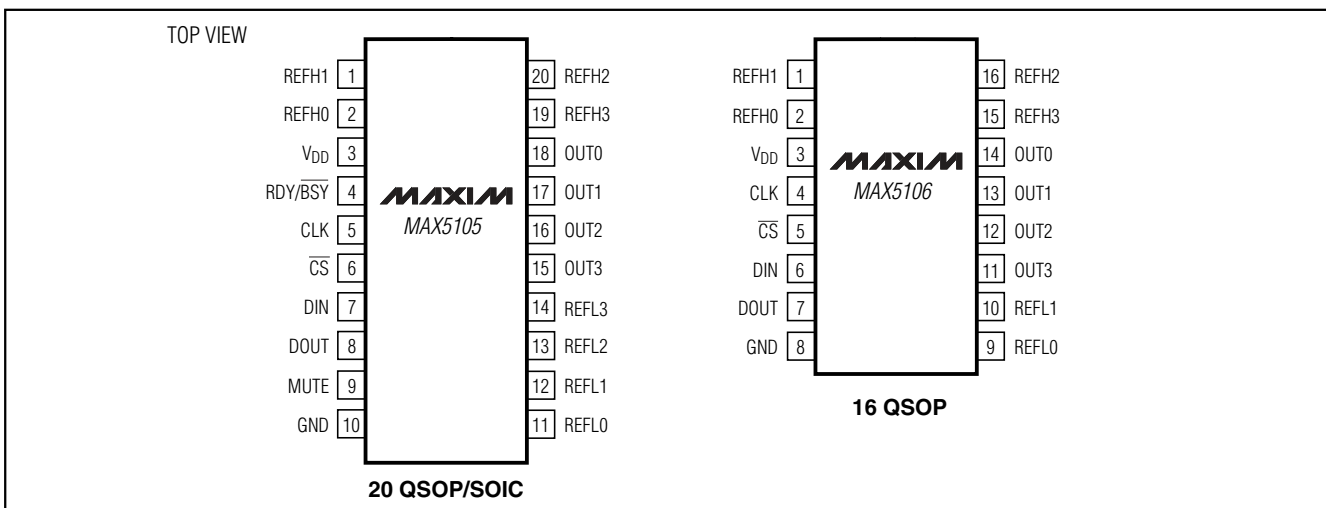 TOP VIEW
REFH1 1
REFH0 2
VDD 3
RDY/BSY 4
CLK 5
CS 6
DIN 7
DOUT 8
MUTE 9
GND 10
MAXIM
MAX5105
20 REFH2
19 REFH3
18 OUT0
17 OUT1
16 OUT2
15 OUT3
14 REFL3
13 REFL2
12 REFL1
11 REFL0
20 QSOP/SOIC
REFH1 1
REFH0 2
VDD 3
CLK 4
CS 5
DIN 6
DOUT 7
GND 8
MAXIM
MAX5106
16 REFH2
15 REFH3
14 OUT0
13 OUT1
12 OUT2
11 OUT3
10 REFL1
9 REFL0
16 QSOP